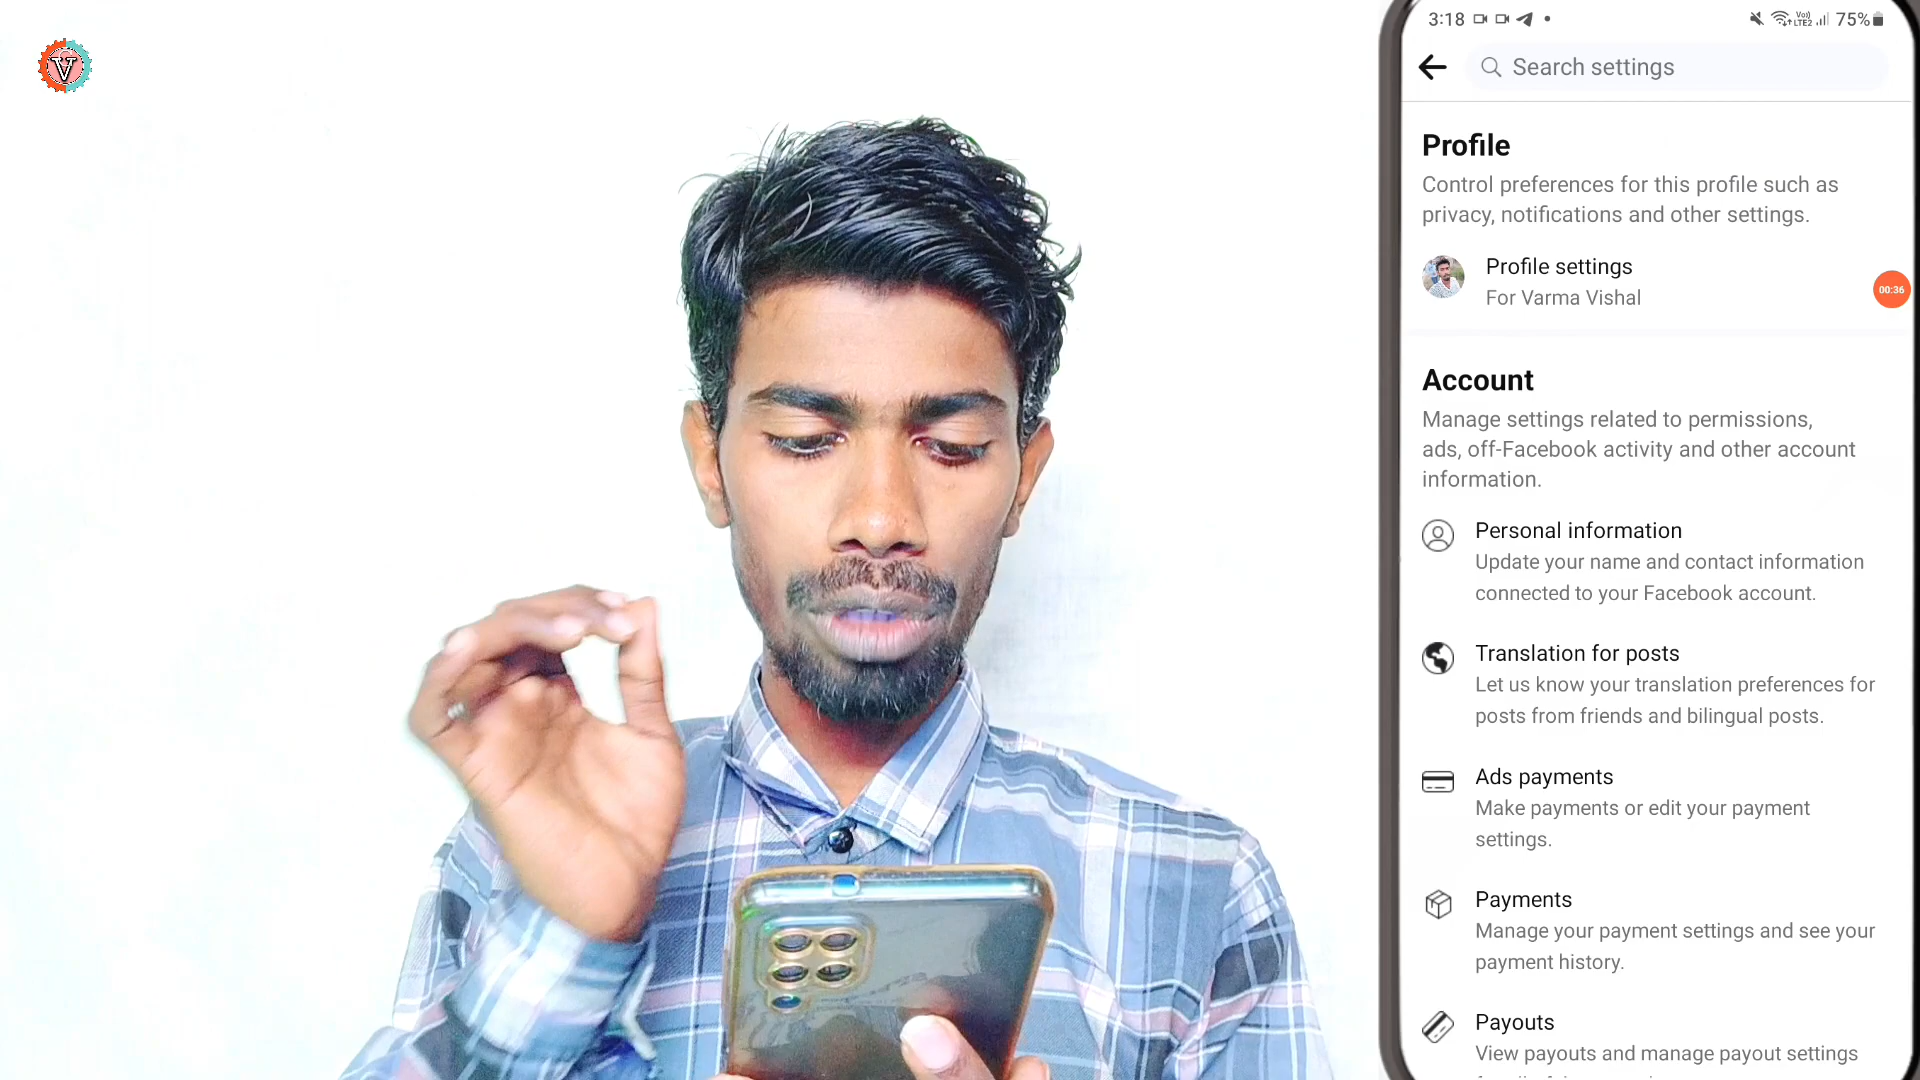 V
3:18
Vo)) 75%
LTE2
Search settings
Profile
Control preferences for this profile such as
privacy, notifications and other settings.
Profile settings
For Varma Vishal
00:36
Account
Manage settings related to permissions,
ads, off-Facebook activity and other account
information.
Personal information
Update your name and contact information
connected to your Facebook account.
Translation for posts
Let us know your translation preferences for
posts from friends and bilingual posts.
Ads payments
Make payments or edit your payment
settings.
Payments
Manage your payment settings and see your
payment history.
Payouts
View payouts and manage payout settings